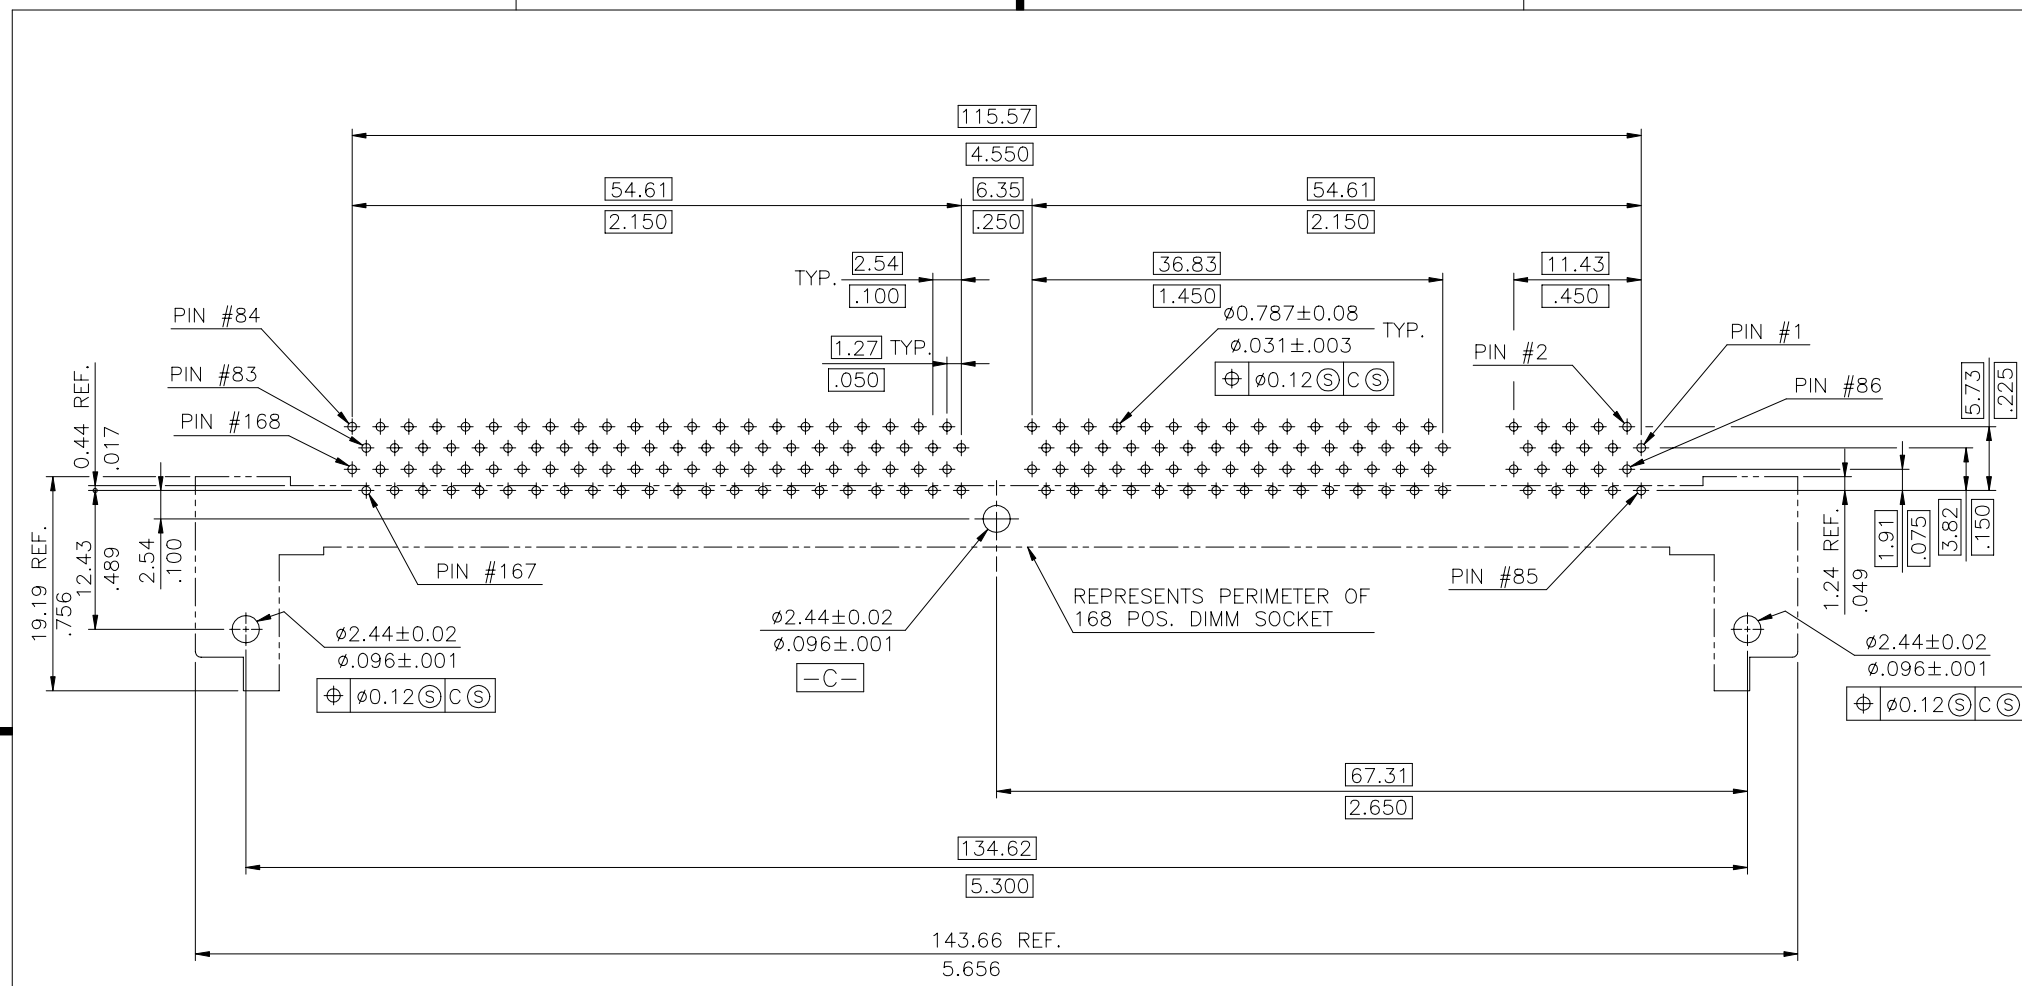 115.57
4.550
54.61
2.150
6.35
.250
54.61
2.150
TYP.
2.54
.100
36.83
1.450
11.43
.450
PIN #84
ø0.787±0.08
ø.031±.003
TYP.
⌖ ø0.12Ⓢ C Ⓢ
1.27 TYP.
.050
PIN #1
PIN #2
PIN #83
PIN #86
PIN #168
0.44 REF.
.017
5.73
.225
19.19 REF.
.756
12.43
.489
2.54
.100
1.24 REF.
.049
1.91
.075
3.82
.150
PIN #167
PIN #85
REPRESENTS PERIMETER OF
168 POS. DIMM SOCKET
ø2.44±0.02
ø.096±.001
⌖ ø0.12Ⓢ C Ⓢ
ø2.44±0.02
ø.096±.001
-C-
ø2.44±0.02
ø.096±.001
⌖ ø0.12Ⓢ C Ⓢ
67.31
2.650
134.62
5.300
143.66 REF.
5.656